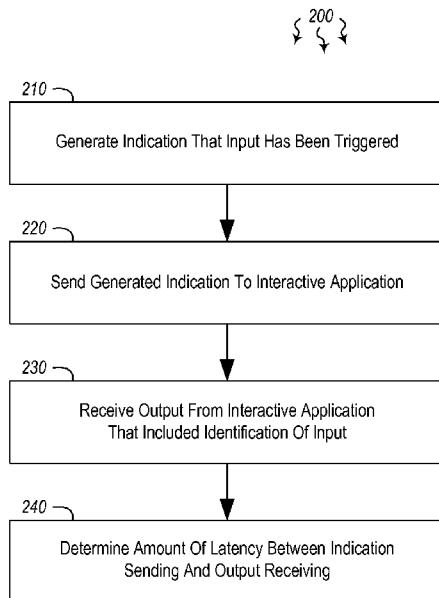 200
210
Generate Indication That Input Has Been Triggered
220
Send Generated Indication To Interactive Application
230
Receive Output From Interactive Application
That Included Identification Of Input
240
Determine Amount Of Latency Between Indication
Sending And Output Receiving